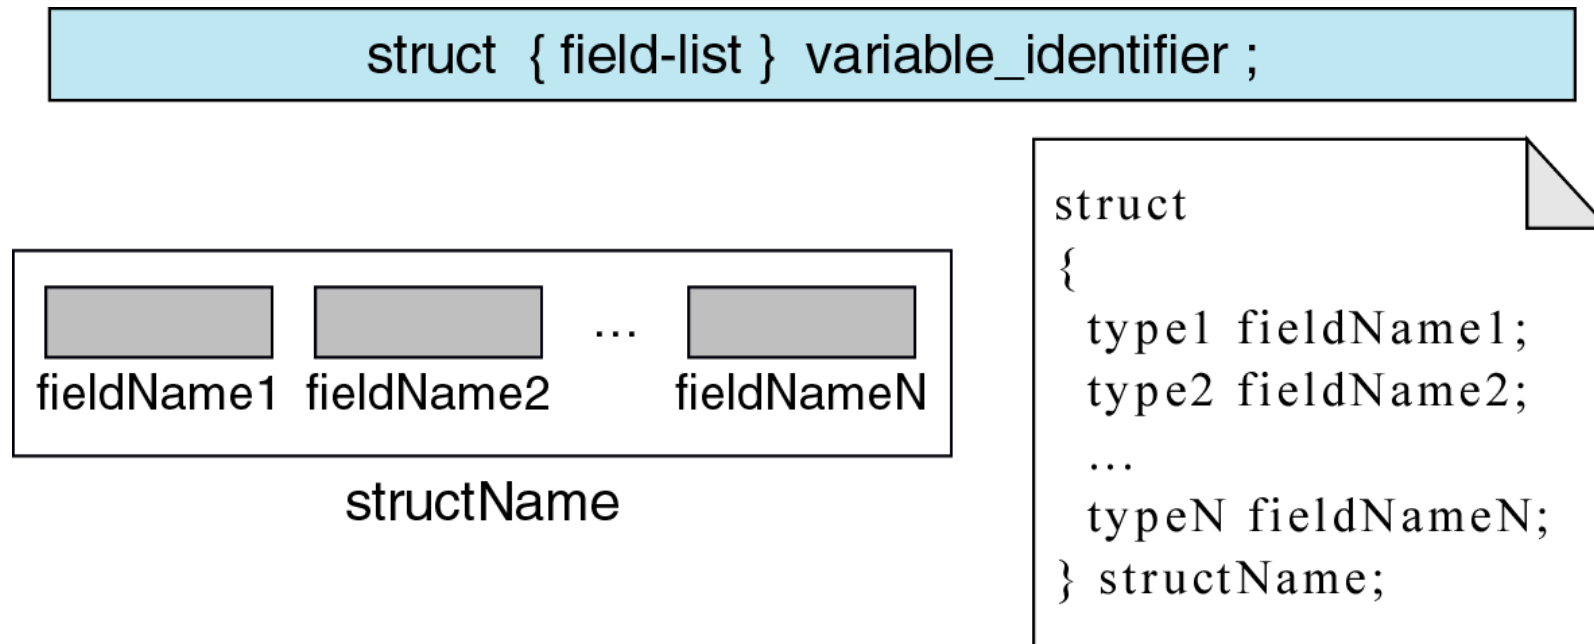 struct { field-list } variable_identifier ;
fieldName1 fieldName2 ... fieldNameN
structName
struct
{
type1 fieldName1;
type2 fieldName2;
...
typeN fieldNameN;
} structName;